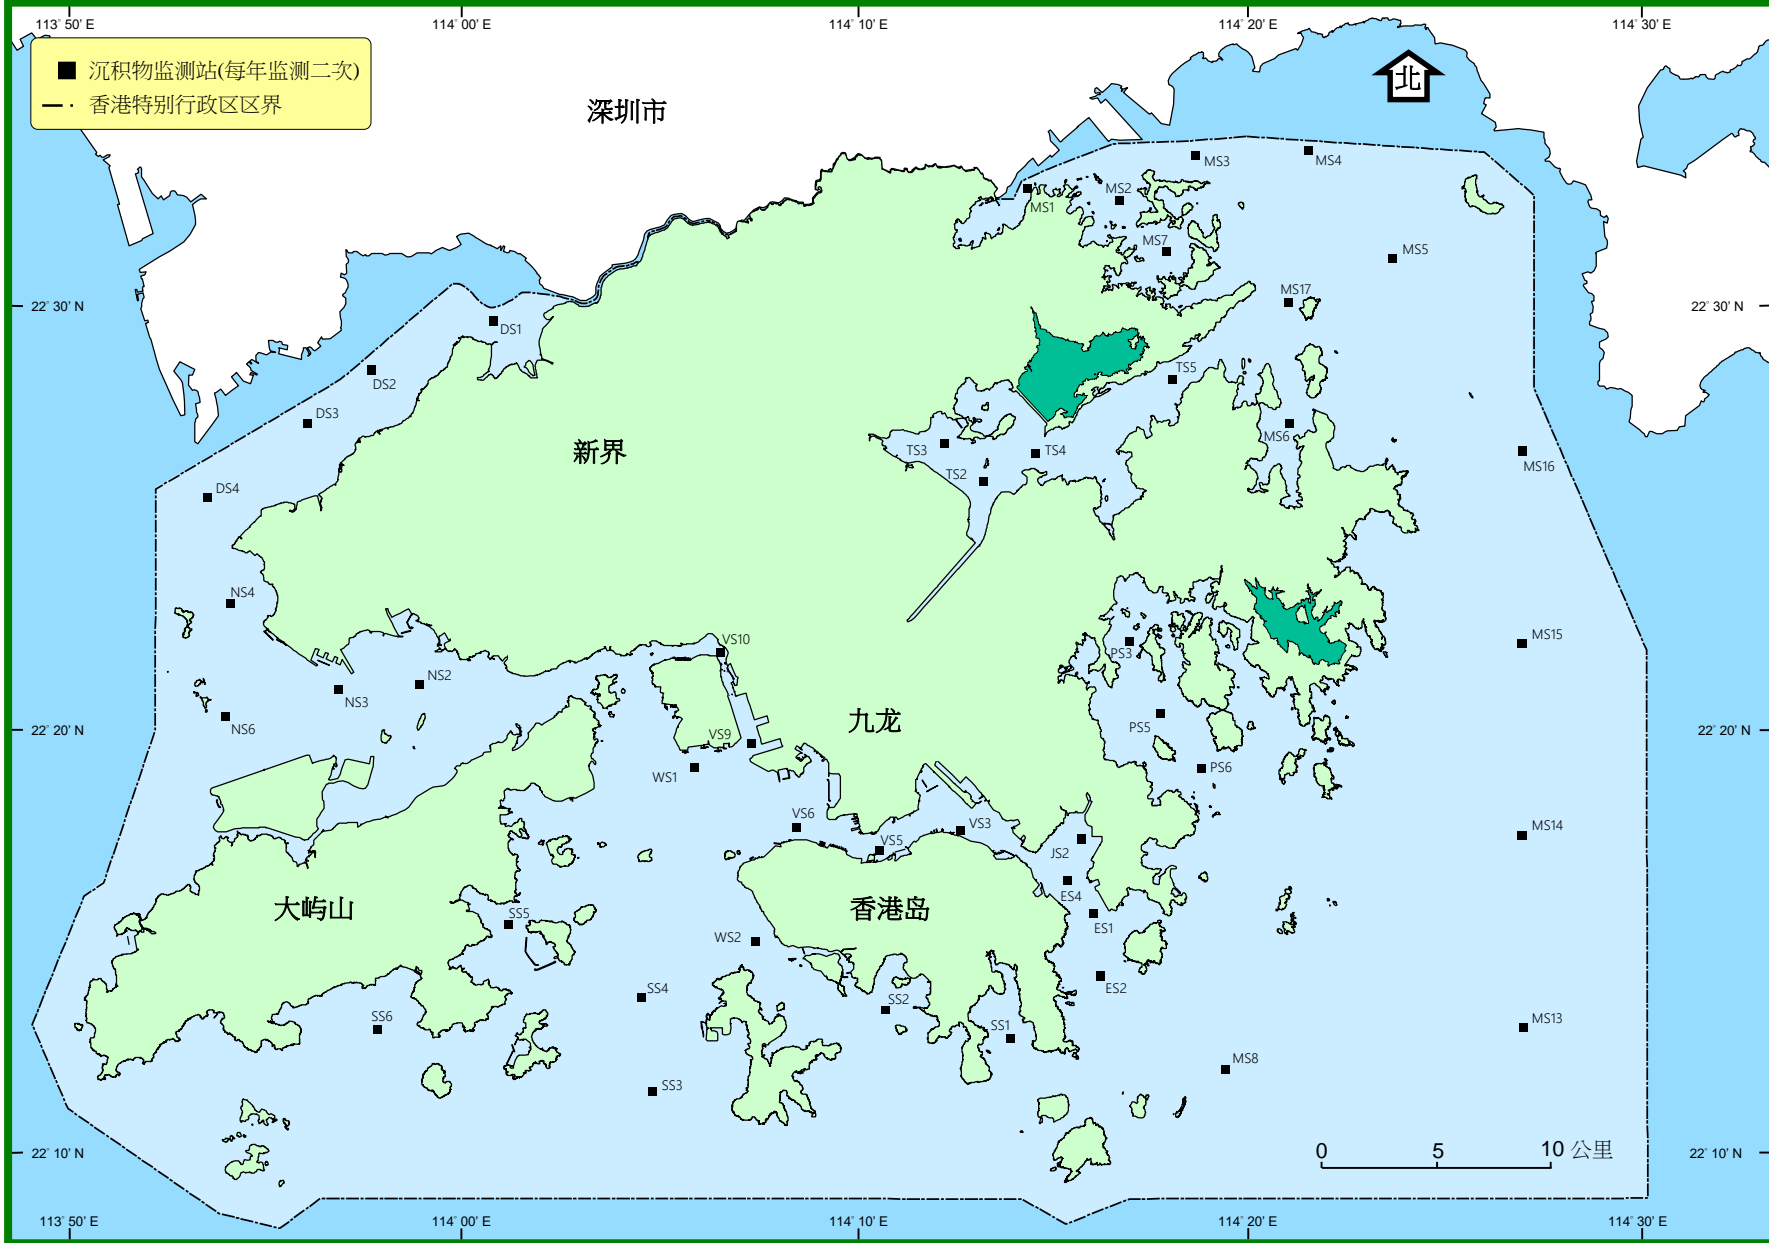 113° 50' E
114° 00' E
114° 10' E
114° 20' E
114° 30' E
沉积物监测站(每年监测二次)
香港特别行政区区界
深圳市
北
MS3
MS4
MS1
MS2
MS7
MS5
22° 30' N
22° 30' N
MS17
DS1
DS2
TS5
DS3
MS6
新界
TS3
TS4
TS2
MS16
DS4
NS4
MS15
VS10
PS3
NS2
NS3
NS6
22° 20' N
22° 20' N
九龙
PS5
VS9
WS1
PS6
VS6
VS3
VS5
JS2
MS14
ES4
大屿山
香港岛
SS5
ES1
WS2
ES2
SS4
SS2
SS6
SS1
MS13
MS8
SS3
22° 10' N
22° 10' N
0 5 10 公里
113° 50' E
114° 00' E
114° 10' E
114° 20' E
114° 30' E